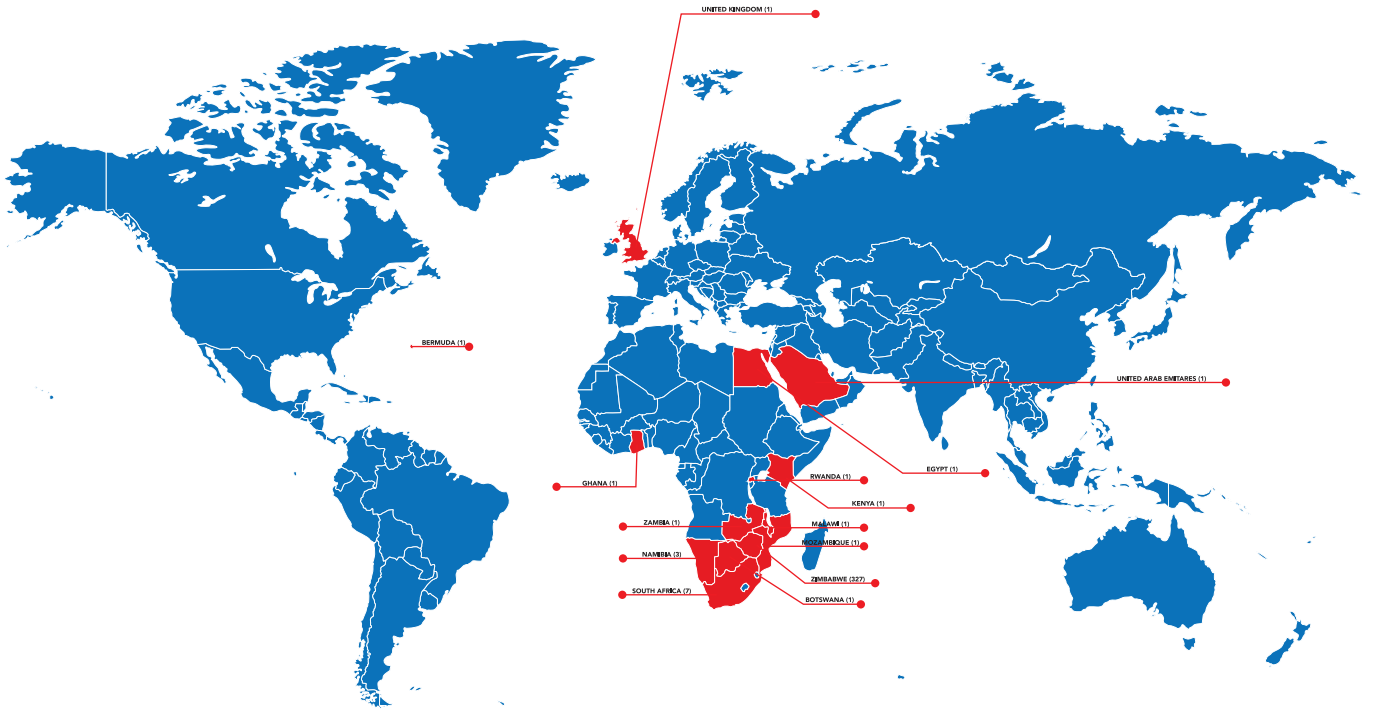 UNITED KINGDOM (1)
BERMUDA (1)
UNITED ARAB EMITARES (1)
EGYPT (1)
GHANA (1)
RWANDA (1)
KENYA (1)
ZAMBIA (1)
MALAWI (1)
MOZAMBIQUE (1)
NAMIBIA (3)
ZIMBABWE (327)
SOUTH AFRICA (7)
BOTSWANA (1)